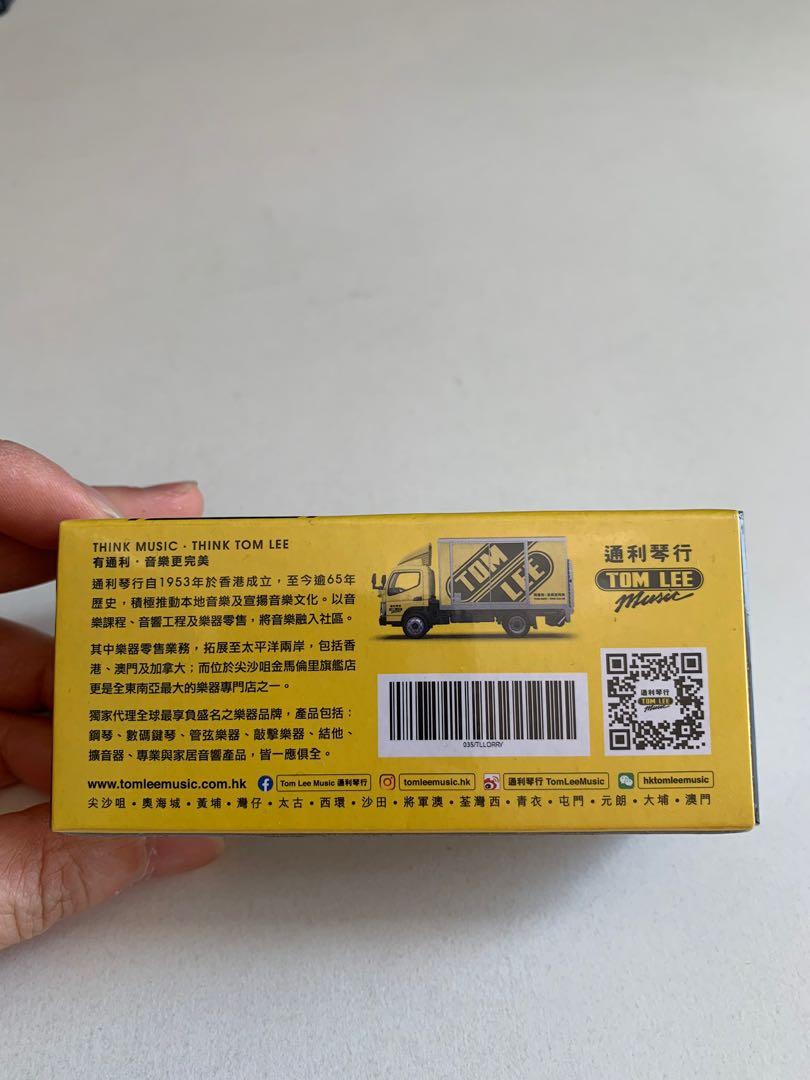 THINK MUSIC · THINK TOM LEE
有通利 · 音樂更完美
通利琴行自1953年於香港成立，至今逾65年
歷史，積極推動本地音樂及宣揚音樂文化。以音
樂課程、音響工程及樂器零售，將音樂融入社區。
其中樂器零售業務，拓展至太平洋兩岸，包括香
港、澳門及加拿大；而位於尖沙咀金馬倫里旗艦店
更是全東南亞最大的樂器專門店之一。
獨家代理全球最享負盛名之樂器品牌，產品包括：
鋼琴、數碼鍵琴、管弦樂器、敲擊樂器、結他、
擴音器、專業與家居音響產品，皆一應俱全。
TOM
LEE
通利琴行
TOM LEE
Music
035/TLLORRY
通利琴行
TOM LEE
Music
www.tomleemusic.com.hk Tom Lee Music 通利琴行 tomleemusic.hk 通利琴行 TomLeeMusic hktomleemusic
尖沙咀 • 奧海城 • 黃埔 • 灣仔 • 太古 • 西環 • 沙田 • 將軍澳 • 荃灣西 • 青衣 • 屯門 • 元朗 • 大埔 • 澳門